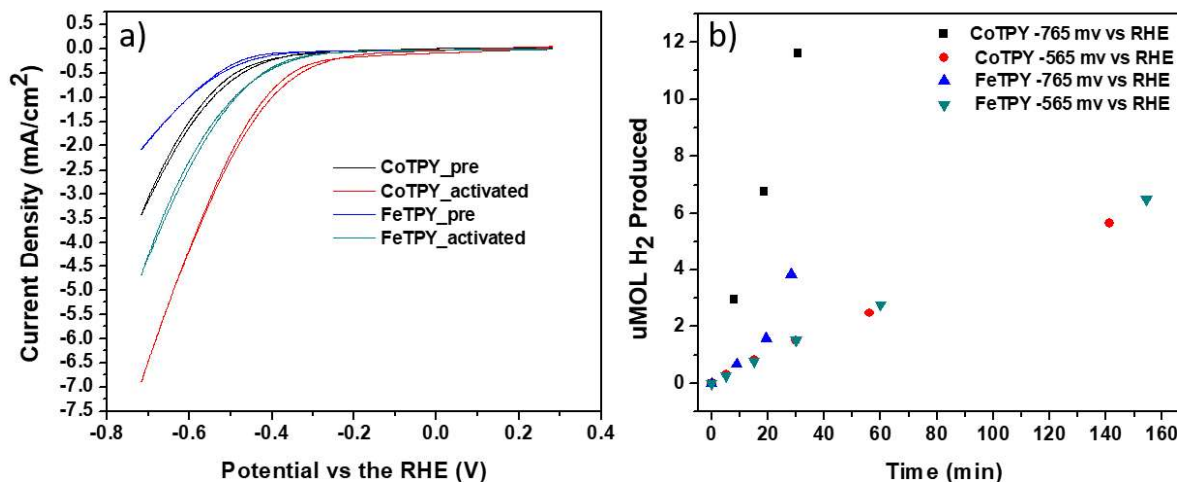 a)
0.5
0.0
-0.5
-1.0
-1.5
-2.0
-2.5
-3.0
-3.5
-4.0
-4.5
-5.0
-5.5
-6.0
-6.5
-7.0
-7.5
Current Density (mA/cm2)
CoTPY_pre
CoTPY_activated
FeTPY_pre
FeTPY_activated
-0.8 -0.6 -0.4 -0.2 0.0 0.2 0.4
Potential vs the RHE (V)
b)
12
10
8
6
4
2
0
uMOL H2 Produced
CoTPY -765 mv vs RHE
CoTPY -565 mv vs RHE
FeTPY -765 mv vs RHE
FeTPY -565 mv vs RHE
0 20 40 60 80 100 120 140 160
Time (min)